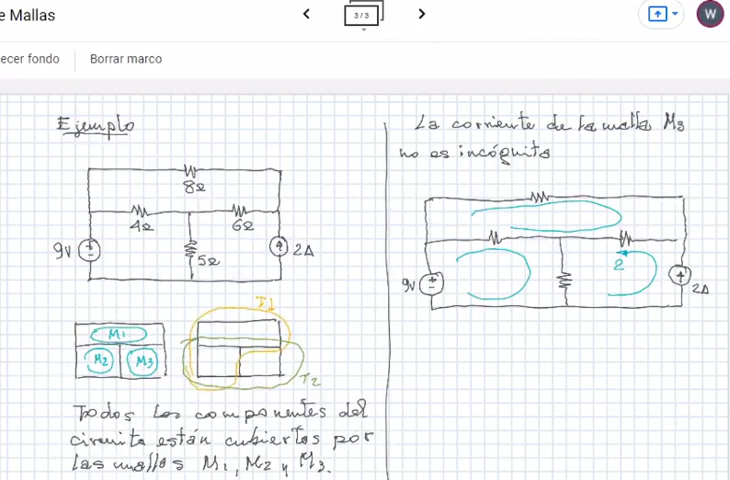 e Mallas
3 / 3
W
ecer fondo
Borrar marco
Ejemplo
8Ω
4Ω
6Ω
9V
5Ω
2A
M1
M2
M3
T1
T2
Todos los componentes del
circuito están cubiertos por
las mallas M1, M2 y M3.
La corriente de la malla M3
no es incógnita
2
9V
2A